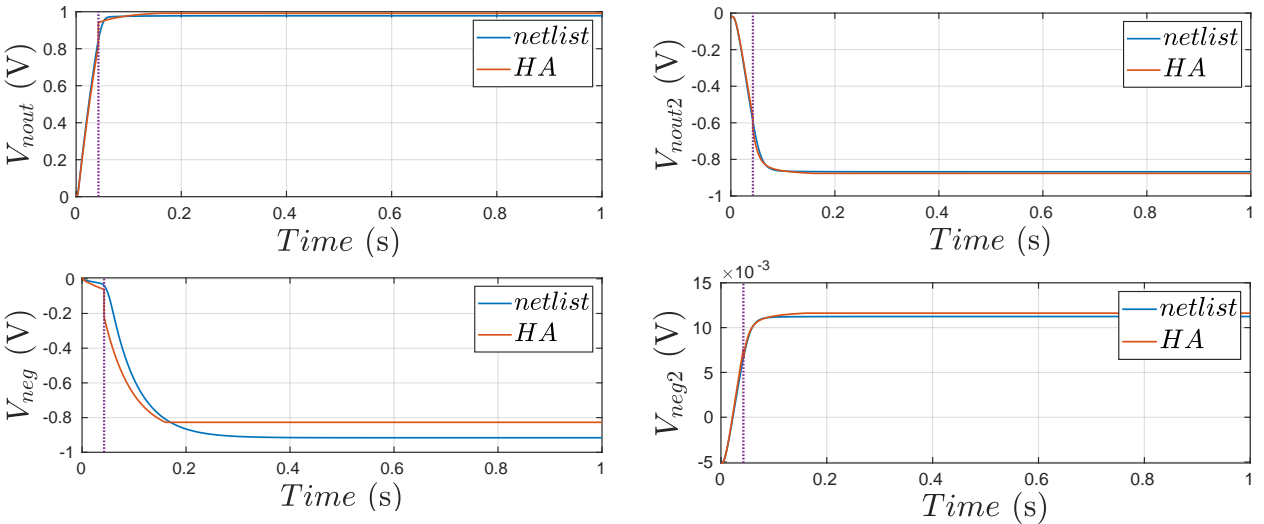 V_nout (V)
1
0.8
0.6
0.4
0.2
0
netlist
HA
0 0.2 0.4 0.6 0.8 1
Time (s)
V_nout2 (V)
0
-0.2
-0.4
-0.6
-0.8
-1
netlist
HA
0 0.2 0.4 0.6 0.8 1
Time (s)
V_neg (V)
0
-0.2
-0.4
-0.6
-0.8
-1
netlist
HA
0 0.2 0.4 0.6 0.8 1
Time (s)
V_neg2 (V)
×10^-3
15
10
5
0
-5
netlist
HA
0 0.2 0.4 0.6 0.8 1
Time (s)